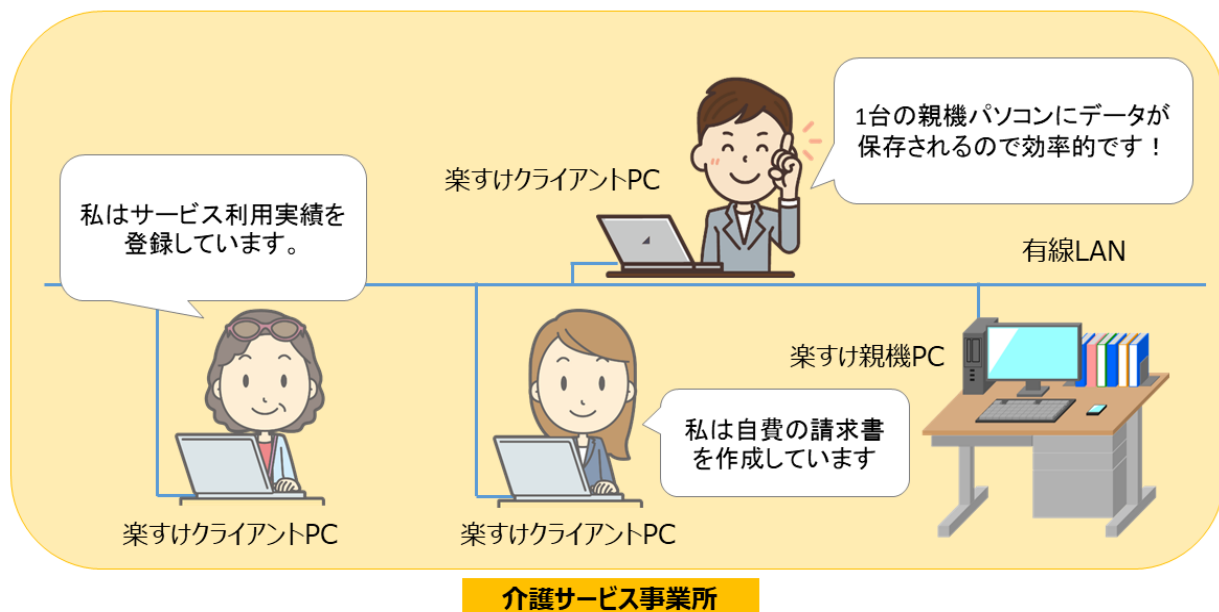 1台の親機パソコンにデータが
保存されるので効率的です！
楽すけクライアントPC
私はサービス利用実績を
登録しています。
有線LAN
楽すけ親機PC
私は自費の請求書
を作成しています
楽すけクライアントPC
楽すけクライアントPC
介護サービス事業所